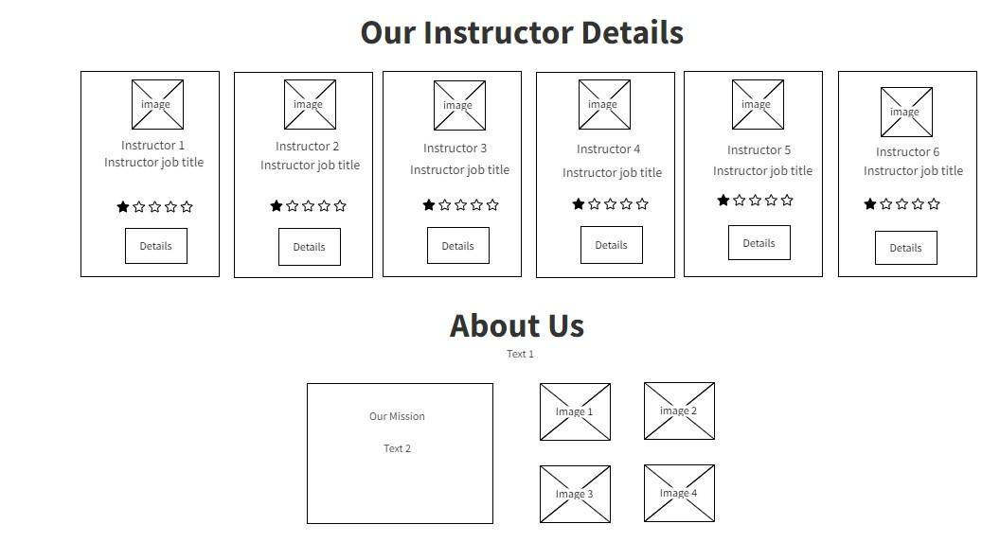 Our Instructor Details
image
Instructor 1
Instructor job title
Details
image
Instructor 2
Instructor job title
Details
image
Instructor 3
Instructor job title
Details
image
Instructor 4
Instructor job title
Details
image
Instructor 5
Instructor job title
Details
image
Instructor 6
Instructor job title
Details
About Us
Text 1
Our Mission
Text 2
Image 1
image 2
Image 3
Image 4